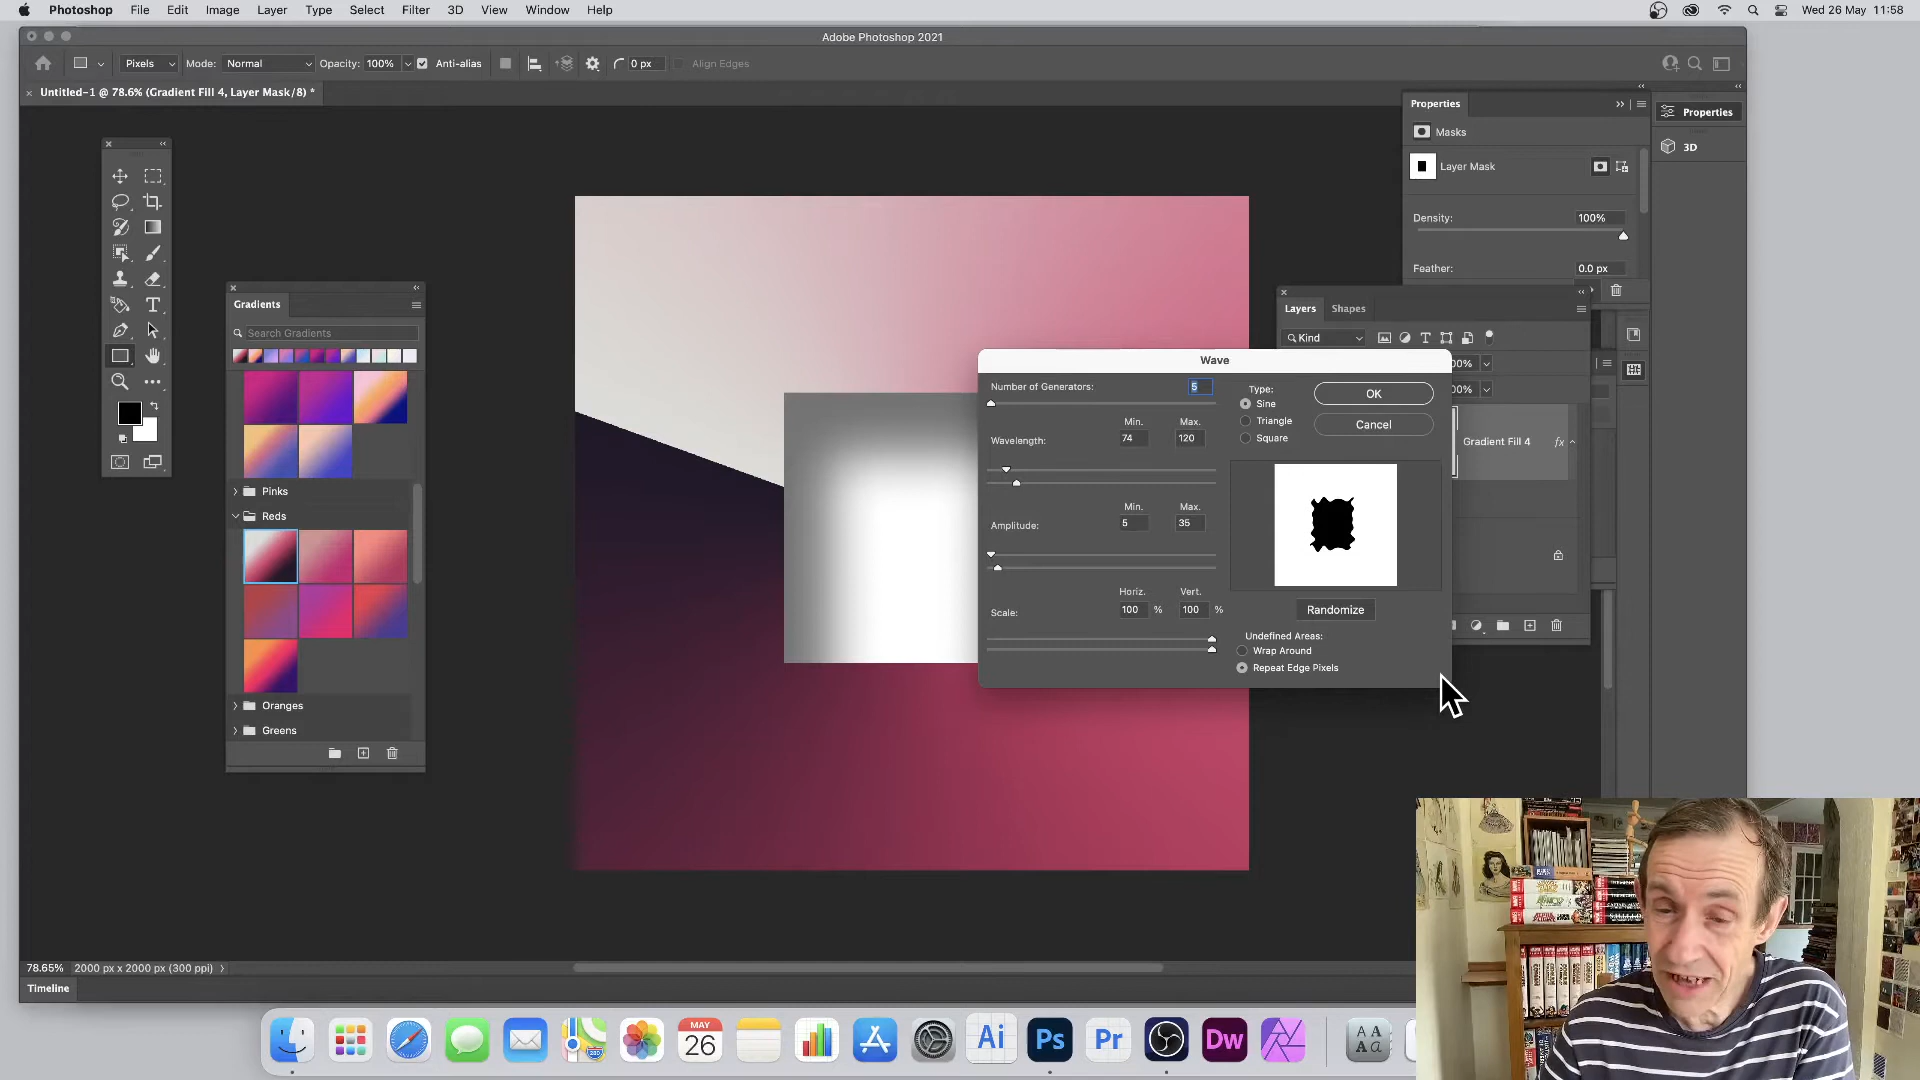 Photoshop File Edit Image Layer Type Select Filter 3D View Window Help Wed 26 May 11:58
Adobe Photoshop 2021
Pixels Mode: Normal Opacity: 100% Anti-alias 0 px Align Edges
Untitled-1 @ 78.6% (Gradient Fill 4, Layer Mask/8) *
Properties
Masks
Layer Mask
Density: 100%
Feather: 0.0 px
Properties
3D
Gradients
Search Gradients
Pinks
Reds
Oranges
Greens
Layers Shapes
Kind
Gradient Fill 4 fx
Wave
Number of Generators: 5
Min. Max.
Wavelength: 74 120
Min. Max.
Amplitude: 5 35
Horiz. Vert.
Scale: 100 % 100 %
Type:
Sine
Triangle
Square
OK
Cancel
Randomize
Undefined Areas:
Wrap Around
Repeat Edge Pixels
78.65% 2000 px x 2000 px (300 ppi)
Timeline
MAY
26
Ai
Ps
Pr
Dw